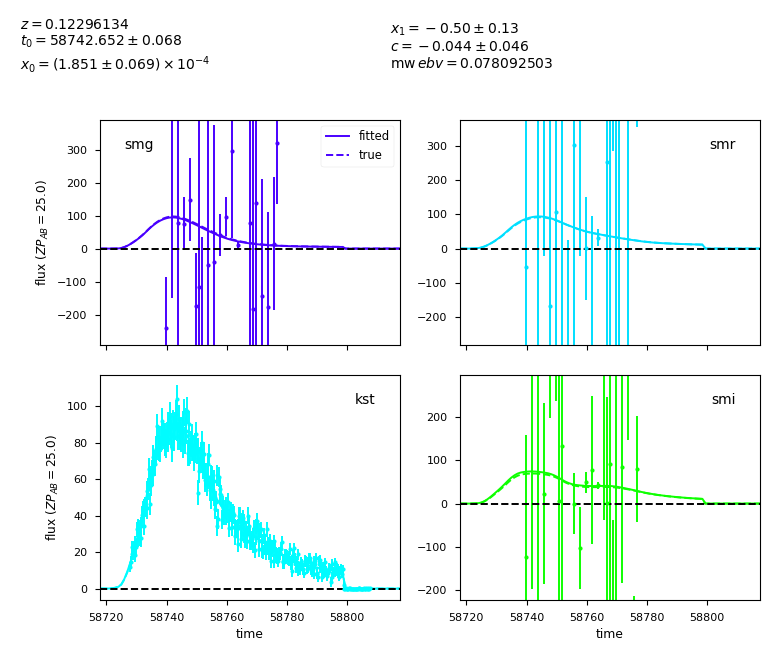 z = 0.12296134
t₀ = 58742.652 ± 0.068
x₀ = (1.851 ± 0.069) × 10⁻⁴
x₁ = −0.50 ± 0.13
c = −0.044 ± 0.046
mw ebv = 0.078092503
smg
fitted
true
300
200
100
0
−100
−200
flux (ZP_AB = 25.0)
smr
300
200
100
0
−100
−200
kst
100
80
60
40
20
0
flux (ZP_AB = 25.0)
58720 58740 58760 58780 58800
time
smi
200
100
0
−100
−200
58720 58740 58760 58780 58800
time